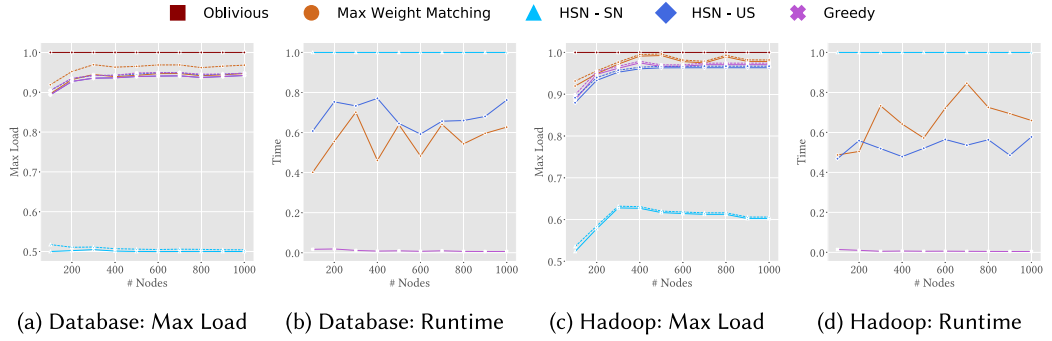 Oblivious Max Weight Matching HSN - SN HSN - US Greedy
1.0
0.9
0.8
0.7
0.6
0.5
Max Load
200 400 600 800 1000
# Nodes
(a) Database: Max Load
1.0
0.8
0.6
0.4
0.2
0.0
Time
200 400 600 800 1000
# Nodes
(b) Database: Runtime
1.0
0.9
0.8
0.7
0.6
0.5
Max Load
200 400 600 800 1000
# Nodes
(c) Hadoop: Max Load
1.0
0.8
0.6
0.4
0.2
0.0
Time
200 400 600 800 1000
# Nodes
(d) Hadoop: Runtime